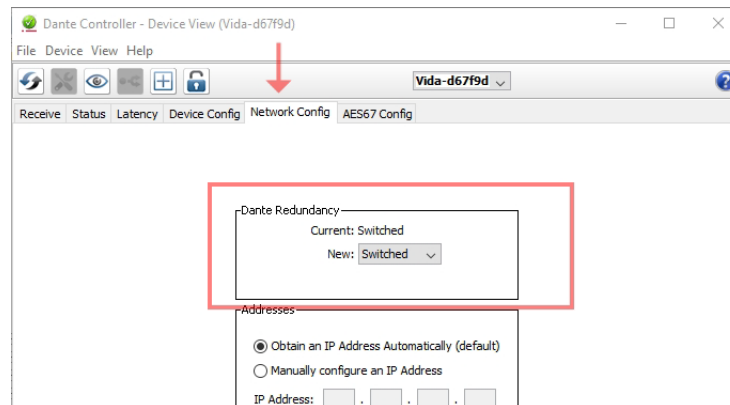 Dante Controller - Device View (Vida-d67f9d)
File Device View Help
Vida-d67f9d
?
Receive Status Latency Device Config Network Config AES67 Config
Dante Redundancy
Current: Switched
New: Switched
Addresses
Obtain an IP Address Automatically (default)
Manually configure an IP Address
IP Address: . . .